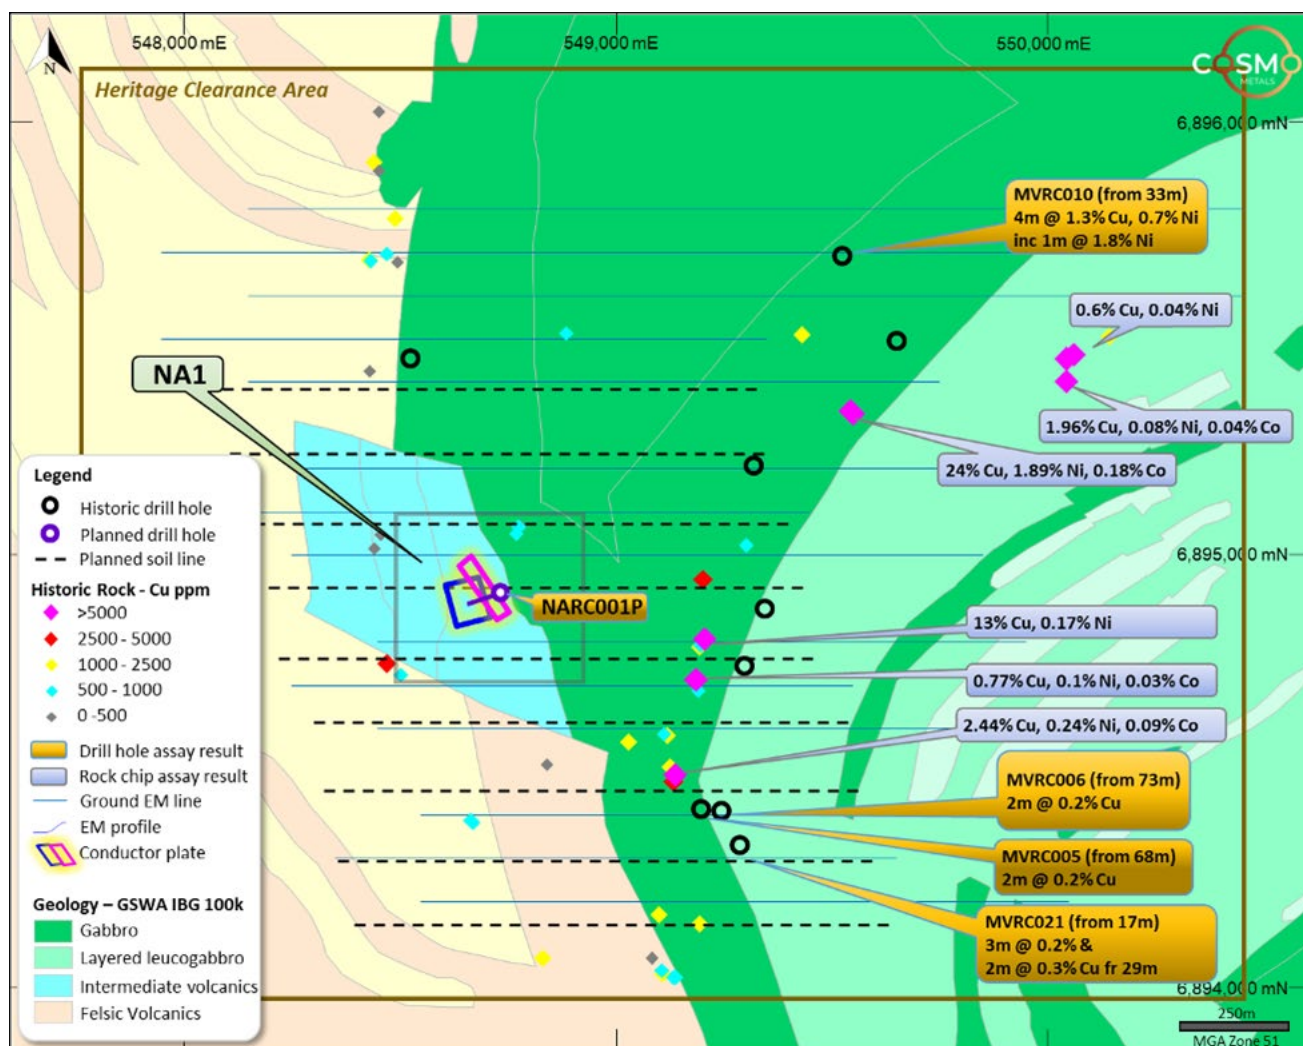 548,000 mE
549,000 mE
550,000 mE
N
COSMO
METALS
Heritage Clearance Area
6,896,000 mN
MVRC010 (from 33m)
4m @ 1.3% Cu, 0.7% Ni
inc 1m @ 1.8% Ni
0.6% Cu, 0.04% Ni
NA1
1.96% Cu, 0.08% Ni, 0.04% Co
24% Cu, 1.89% Ni, 0.18% Co
6,895,000 mN
NARC001P
13% Cu, 0.17% Ni
0.77% Cu, 0.1% Ni, 0.03% Co
2.44% Cu, 0.24% Ni, 0.09% Co
MVRC006 (from 73m)
2m @ 0.2% Cu
MVRC005 (from 68m)
2m @ 0.2% Cu
MVRC021 (from 17m)
3m @ 0.2% &
2m @ 0.3% Cu fr 29m
6,894,000 mN
250m
MGA Zone 51
Legend
Historic drill hole
Planned drill hole
Planned soil line
Historic Rock - Cu ppm
>5000
2500 - 5000
1000 - 2500
500 - 1000
0 -500
Drill hole assay result
Rock chip assay result
Ground EM line
EM profile
Conductor plate
Geology – GSWA IBG 100k
Gabbro
Layered leucogabbro
Intermediate volcanics
Felsic Volcanics